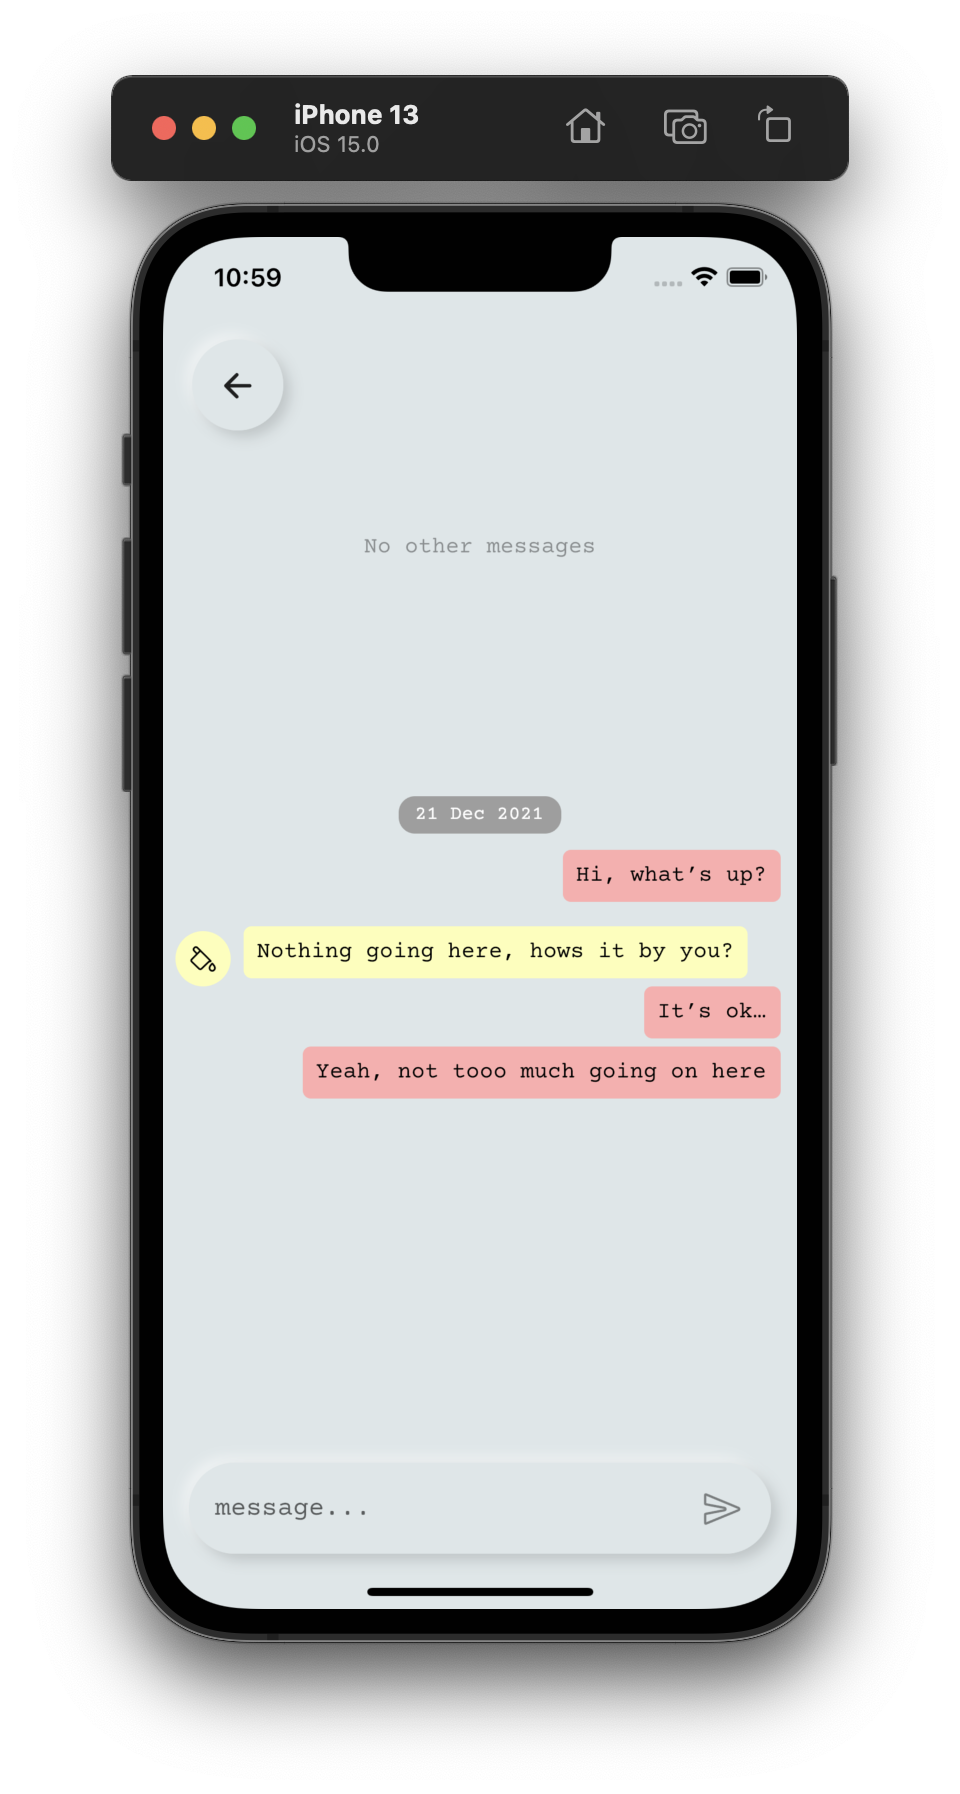 iPhone 13
iOS 15.0
10:59
No other messages
21 Dec 2021
Hi, what’s up?
Nothing going here, hows it by you?
It’s ok…
Yeah, not tooo much going on here
message...